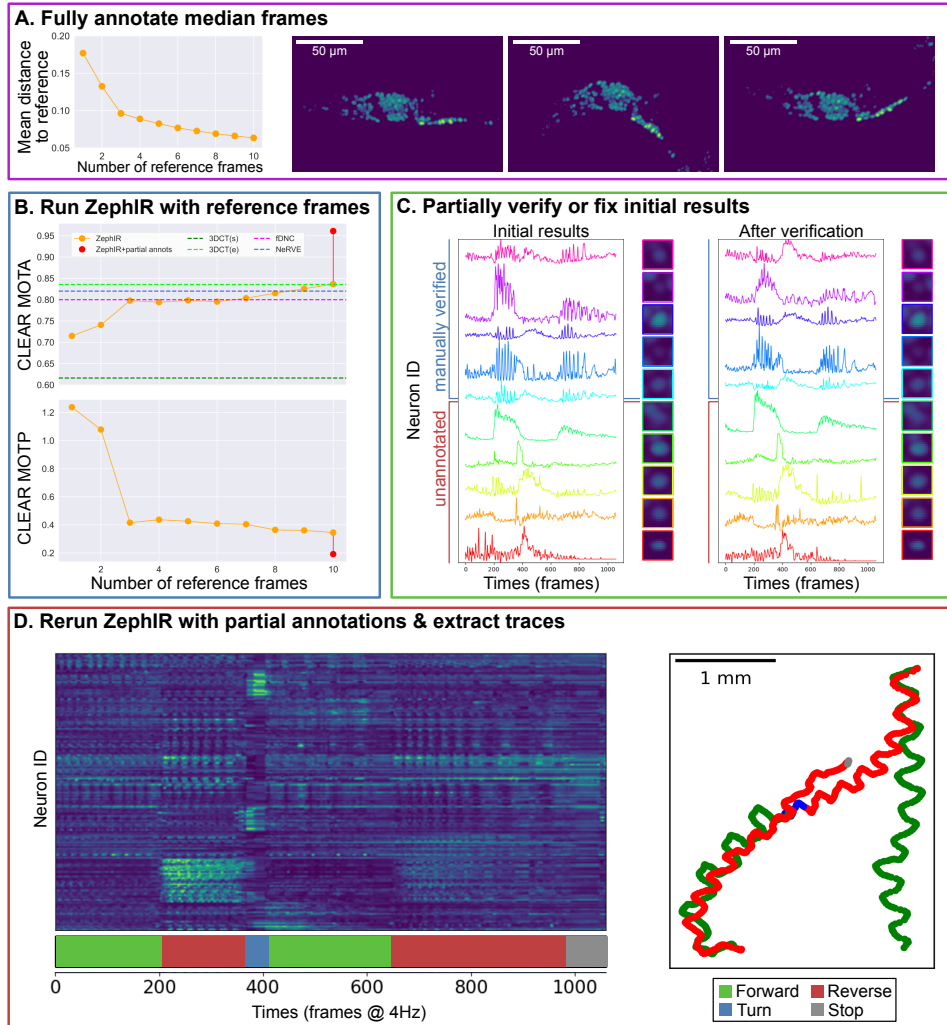 A. Fully annotate median frames
Mean distance
to reference
0.20
0.15
0.10
0.05
2
4
6
8
10
Number of reference frames
50 µm
50 µm
50 µm
B. Run ZephIR with reference frames
CLEAR MOTA
0.95
0.90
0.85
0.80
0.75
0.70
0.65
0.60
ZephIR
ZephIR+partial annots
3DCT(s)
3DCT(e)
fDNC
NeRVE
CLEAR MOTP
1.2
1.0
0.8
0.6
0.4
0.2
2
4
6
8
10
Number of reference frames
C. Partially verify or fix initial results
Initial results
After verification
Neuron ID
manually verified
unannotated
0
200
400
600
800
1000
Times (frames)
0
200
400
600
800
1000
Times (frames)
D. Rerun ZephIR with partial annotations & extract traces
Neuron ID
0
200
400
600
800
1000
Times (frames @ 4Hz)
1 mm
Forward
Reverse
Turn
Stop